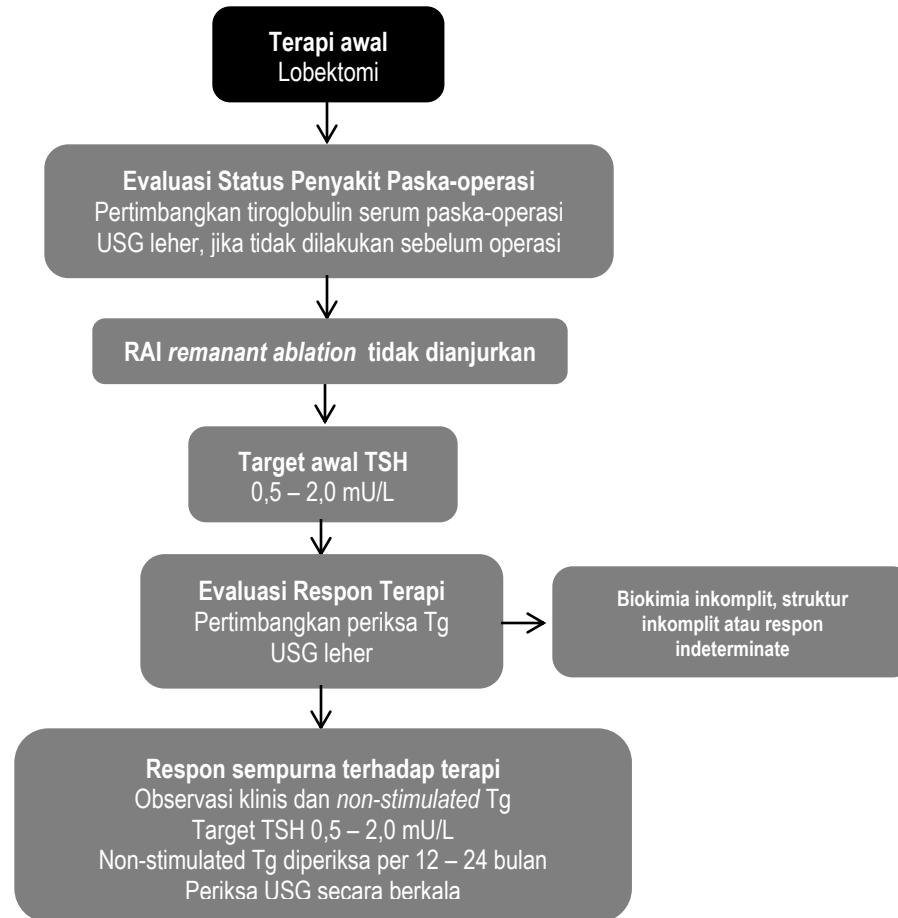 Terapi awal
Lobektomi
Evaluasi Status Penyakit Paska-operasi
Pertimbangkan tiroglobulin serum paska-operasi
USG leher, jika tidak dilakukan sebelum operasi
RAI remanant ablation tidak dianjurkan
Target awal TSH
0,5 – 2,0 mU/L
Evaluasi Respon Terapi
Pertimbangkan periksa Tg
USG leher
Biokimia inkomplit, struktur
inkomplit atau respon
indeterminate
Respon sempurna terhadap terapi
Observasi klinis dan non-stimulated Tg
Target TSH 0,5 – 2,0 mU/L
Non-stimulated Tg diperiksa per 12 – 24 bulan
Periksa USG secara berkala